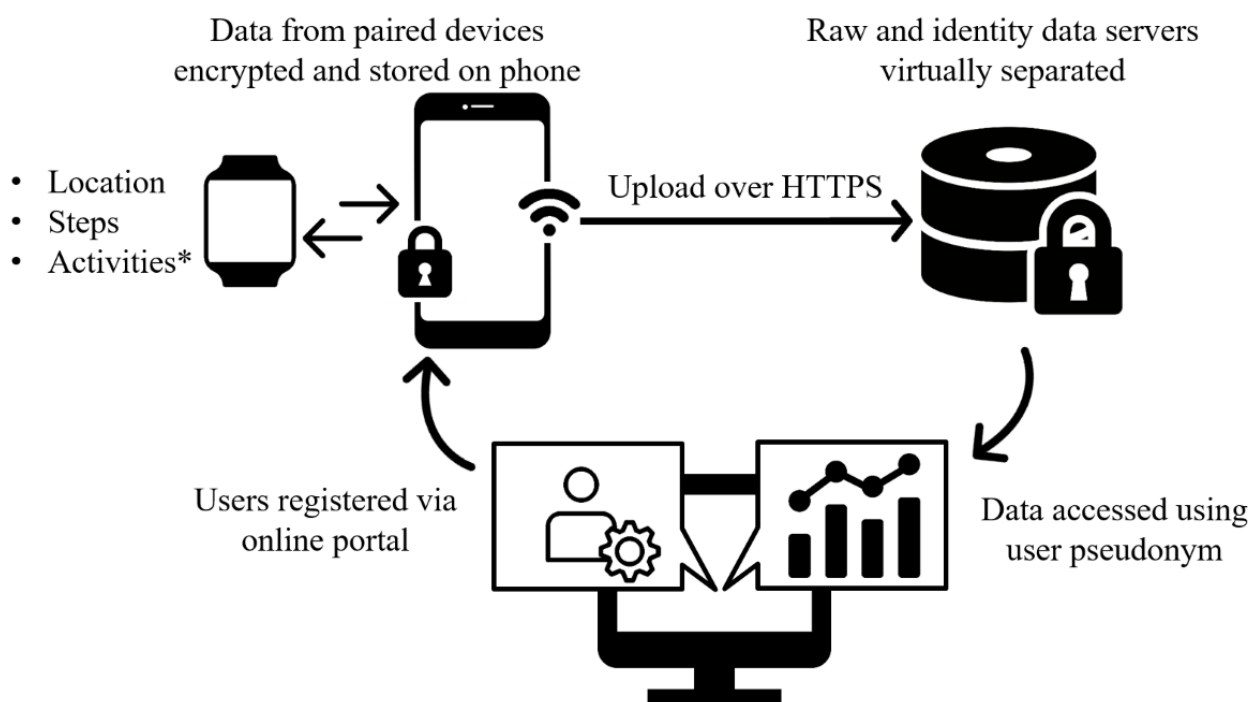 Data from paired devices
encrypted and stored on phone
Raw and identity data servers
virtually separated
• Location
• Steps
• Activities*
Upload over HTTPS
Users registered via
online portal
Data accessed using
user pseudonym